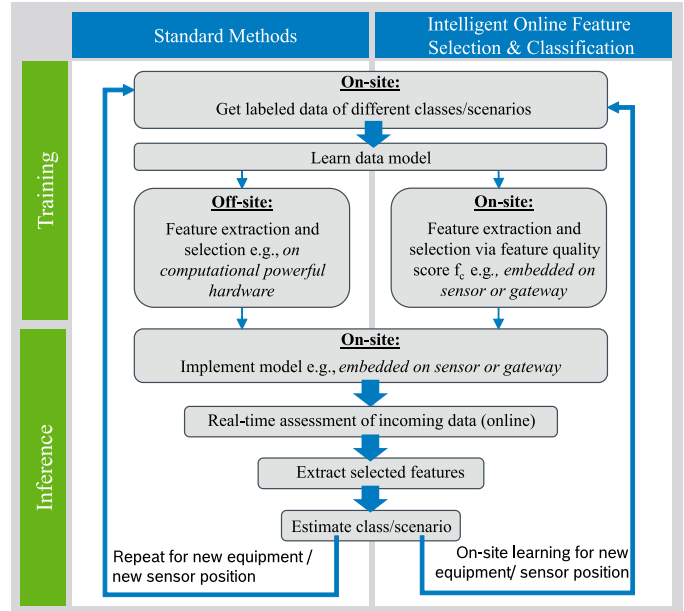 Standard Methods
Intelligent Online Feature
Selection & Classification
Training
On-site:
Get labeled data of different classes/scenarios
Learn data model
Off-site:
Feature extraction and
selection e.g., on
computational powerful
hardware
On-site:
Feature extraction and
selection via feature quality
score fc e.g., embedded on
sensor or gateway
Inference
On-site:
Implement model e.g., embedded on sensor or gateway
Real-time assessment of incoming data (online)
Extract selected features
Estimate class/scenario
Repeat for new equipment /
new sensor position
On-site learning for new
equipment/ sensor position